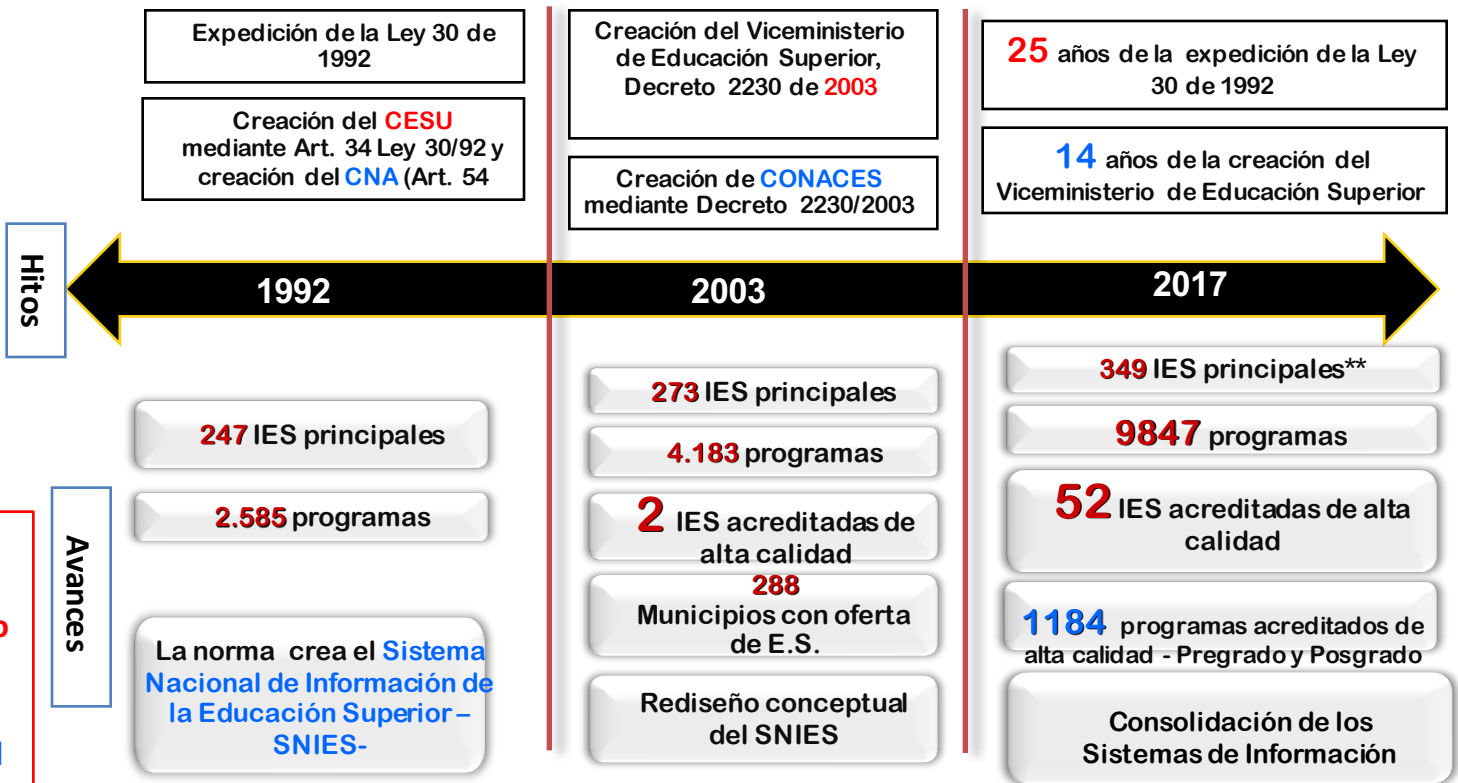 Expedición de la Ley 30 de
1992
Creación del CESU
mediante Art. 34 Ley 30/92 y
creación del CNA (Art. 54
Creación del Viceministerio
de Educación Superior,
Decreto 2230 de 2003
Creación de CONACES
mediante Decreto 2230/2003
25 años de la expedición de la Ley
30 de 1992
14 años de la creación del
Viceministerio de Educación Superior
Hitos
1992
2003
2017
Avances
247 IES principales
2.585 programas
La norma crea el Sistema
Nacional de Información de
la Educación Superior –
SNIES-
273 IES principales
4.183 programas
2 IES acreditadas de
alta calidad
288
Municipios con oferta
de E.S.
Rediseño conceptual
del SNIES
349 IES principales**
9847 programas
52 IES acreditadas de alta
calidad
1184 programas acreditados de
alta calidad - Pregrado y Posgrado
Consolidación de los
Sistemas de Información